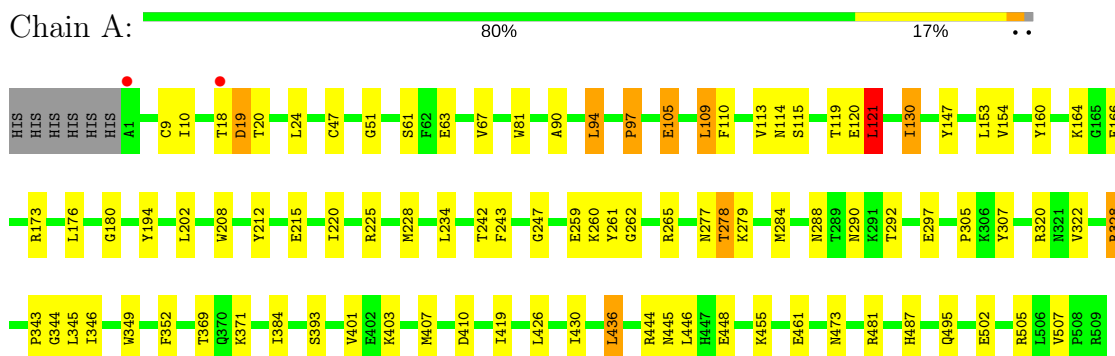 Chain A:
80% 17% • •
HIS HIS HIS HIS HIS HIS A1 C9 I10 T18 D19 T20 L24 C47 G51 S61 F62 E63 V67 W81 A90 L94 P97 E105 L109 F110 V113 N114 S115 T119 E120 L121 I130 Y147 L153 V154 Y160 K164 G165
R173 L176 G180 Y194 L202 W208 Y212 E215 I220 R225 M228 L234 T242 F243 G247 E259 K260 Y261 G262 R265 N277 T278 K279 M284 N288 T289 N290 K291 T292 E297 P305 K306 Y307 R320 N321 V322
P343 G344 L345 I346 W349 F352 T369 Q370 K371 I384 S393 V401 E402 K403 M407 D410 I419 L426 I430 L436 R444 N445 L446 H447 E448 K455 E461 N473 R481 H487 Q495 E502 R505 L506 V507 P508 R509